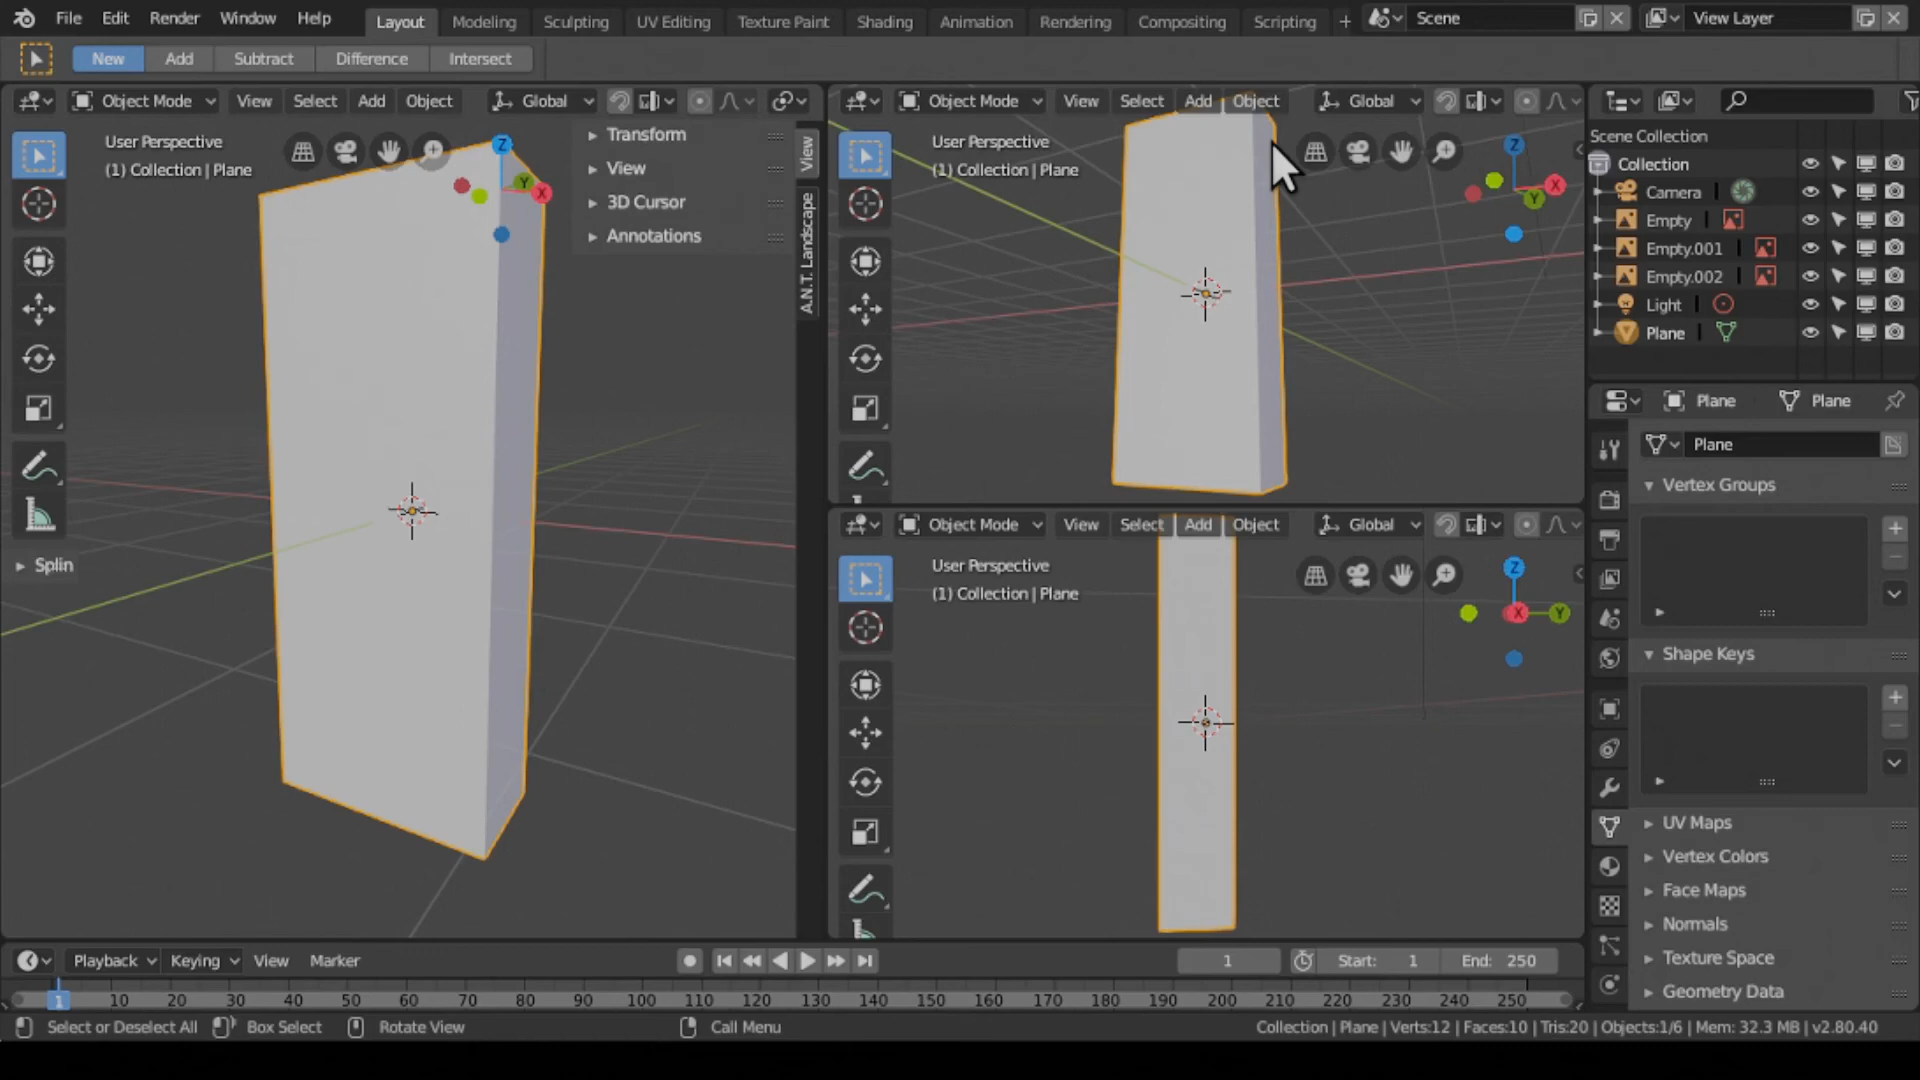 File Edit Render Window Help Layout Modeling Sculpting UV Editing Texture Paint Shading Animation Rendering Compositing Scripting + Scene View Layer
New Add Subtract Difference Intersect
Object Mode View Select Add Object Global
Object Mode View Select Add Object Global
User Perspective
(1) Collection | Plane
Z
Y
X
Transform
View
3D Cursor
Annotations
View
A.N.T. Landscape
Splin
User Perspective
(1) Collection | Plane
Z
X
Y
Object Mode View Select Add Object Global
User Perspective
(1) Collection | Plane
Z
X
Y
Scene Collection
Collection
Camera
Empty
Empty.001
Empty.002
Light
Plane
Plane Plane
Plane
Vertex Groups
Shape Keys
UV Maps
Vertex Colors
Face Maps
Normals
Texture Space
Geometry Data
Playback Keying View Marker 1 Start: 1 End: 250
1 10 20 30 40 50 60 70 80 90 100 110 120 130 140 150 160 170 180 190 200 210 220 230 240 250
Select or Deselect All Box Select Rotate View Call Menu Collection | Plane | Verts:12 | Faces:10 | Tris:20 | Objects:1/6 | Mem: 32.3 MB | v2.80.40